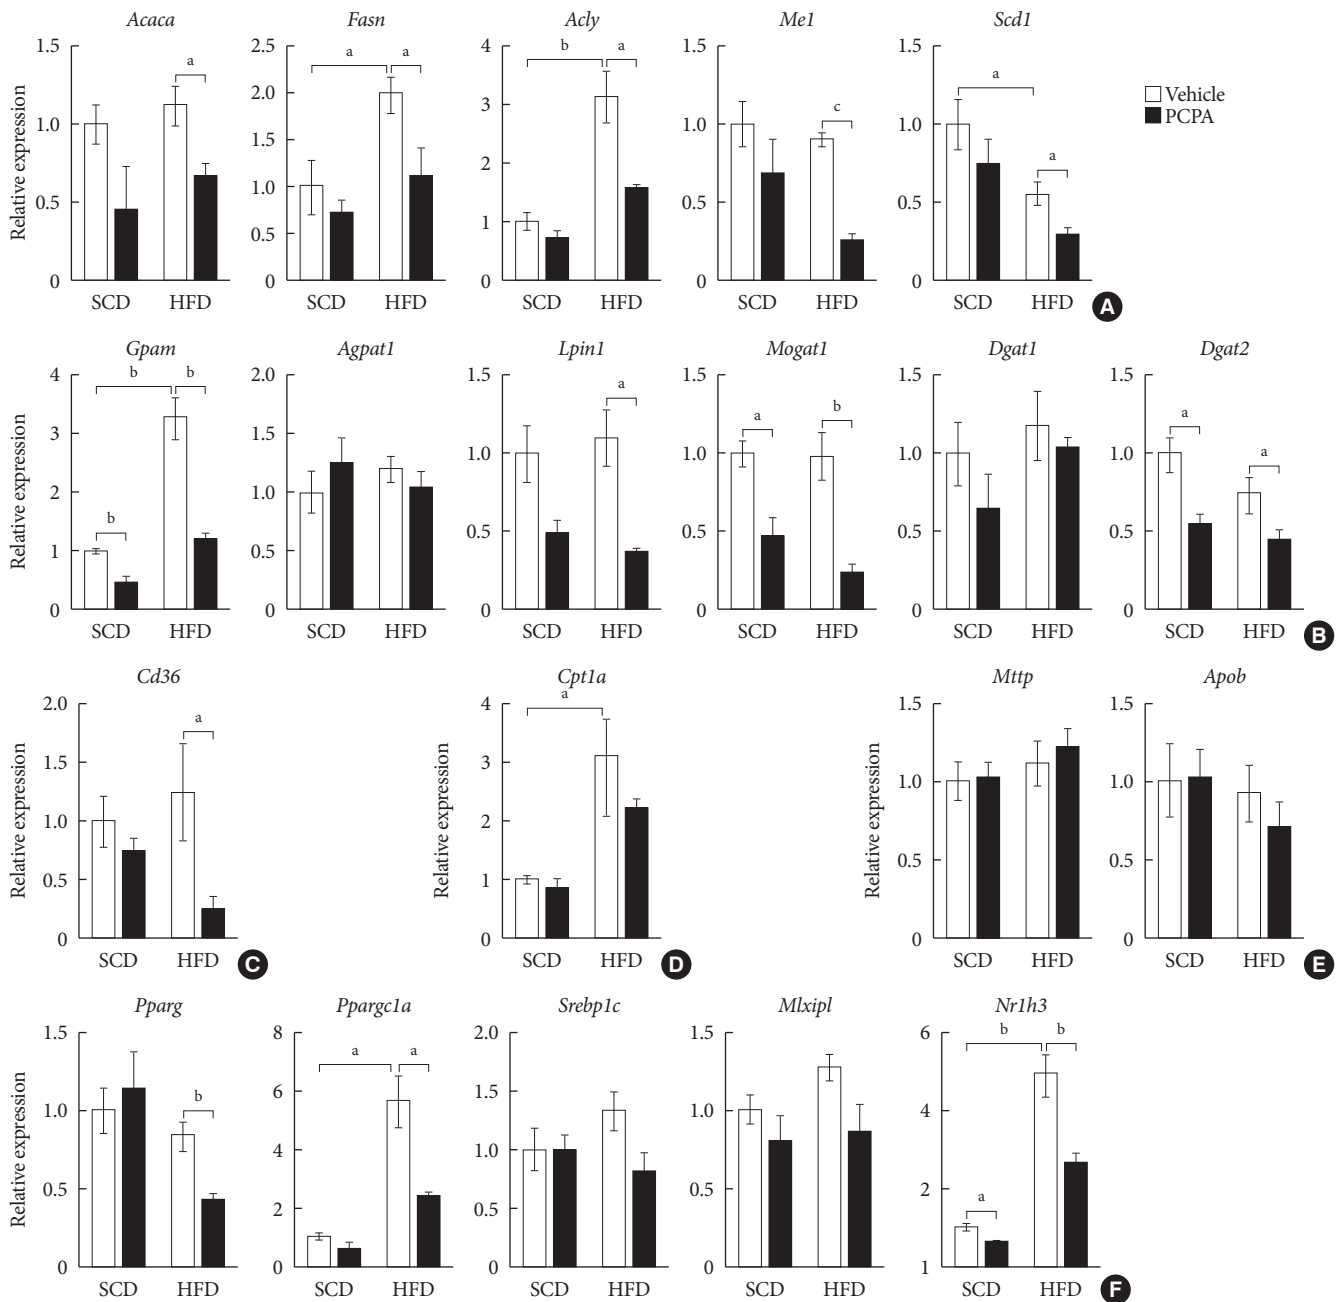 Acaca Fasn Acly Me1 Scd1
Relative expression
1.5 1.0 0.5 0
a
SCD HFD
2.5 2.0 1.5 1.0 0.5 0
a a
SCD HFD
4 3 2 1 0
b a
SCD HFD
1.5 1.0 0.5 0
c
SCD HFD
1.5 1.0 0.5 0
a a
SCD HFD
Vehicle
PCPA
A
Gpam Agpat1 Lpin1 Mogat1 Dgat1 Dgat2
Relative expression
4 3 2 1 0
b b b
SCD HFD
2.0 1.5 1.0 0.5 0
SCD HFD
1.5 1.0 0.5 0
a
SCD HFD
1.5 1.0 0.5 0
a b
SCD HFD
1.5 1.0 0.5 0
SCD HFD
1.5 1.0 0.5 0
a a
SCD HFD
B
Cd36
Relative expression
2.0 1.5 1.0 0.5 0
a
SCD HFD
C
Cpt1a
Relative expression
4 3 2 1 0
a
SCD HFD
D
Mttp Apob
Relative expression
1.5 1.0 0.5 0
SCD HFD
1.5 1.0 0.5 0
SCD HFD
E
Pparg Ppargc1a Srebp1c Mlxipl Nr1h3
Relative expression
1.5 1.0 0.5 0
b
SCD HFD
8 6 4 2 0
a a
SCD HFD
2.0 1.5 1.0 0.5 0
SCD HFD
1.5 1.0 0.5 0
SCD HFD
6 4 2 1
b b a
SCD HFD
F